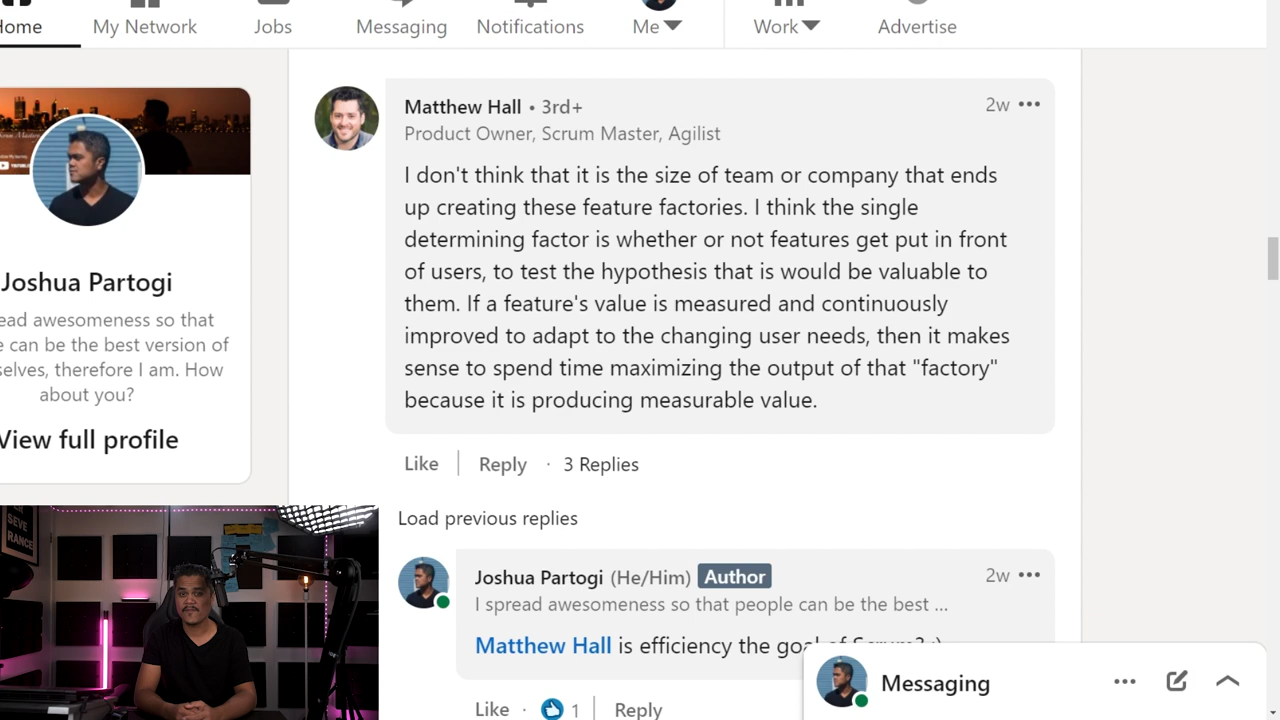 Home
My Network
Jobs
Messaging
Notifications
Me
Work
Advertise
Joshua Partogi
ead awesomeness so that
e can be the best version of
selves, therefore I am. How
about you?
View full profile
Matthew Hall • 3rd+
2w
Product Owner, Scrum Master, Agilist
I don't think that it is the size of team or company that ends
up creating these feature factories. I think the single
determining factor is whether or not features get put in front
of users, to test the hypothesis that is would be valuable to
them. If a feature's value is measured and continuously
improved to adapt to the changing user needs, then it makes
sense to spend time maximizing the output of that "factory"
because it is producing measurable value.
Like
Reply · 3 Replies
Load previous replies
Joshua Partogi (He/Him) Author
2w
I spread awesomeness so that people can be the best ...
Matthew Hall is efficiency the goal of Scrum? :)
Like · 1
Reply
Messaging
SEVE
RANCE